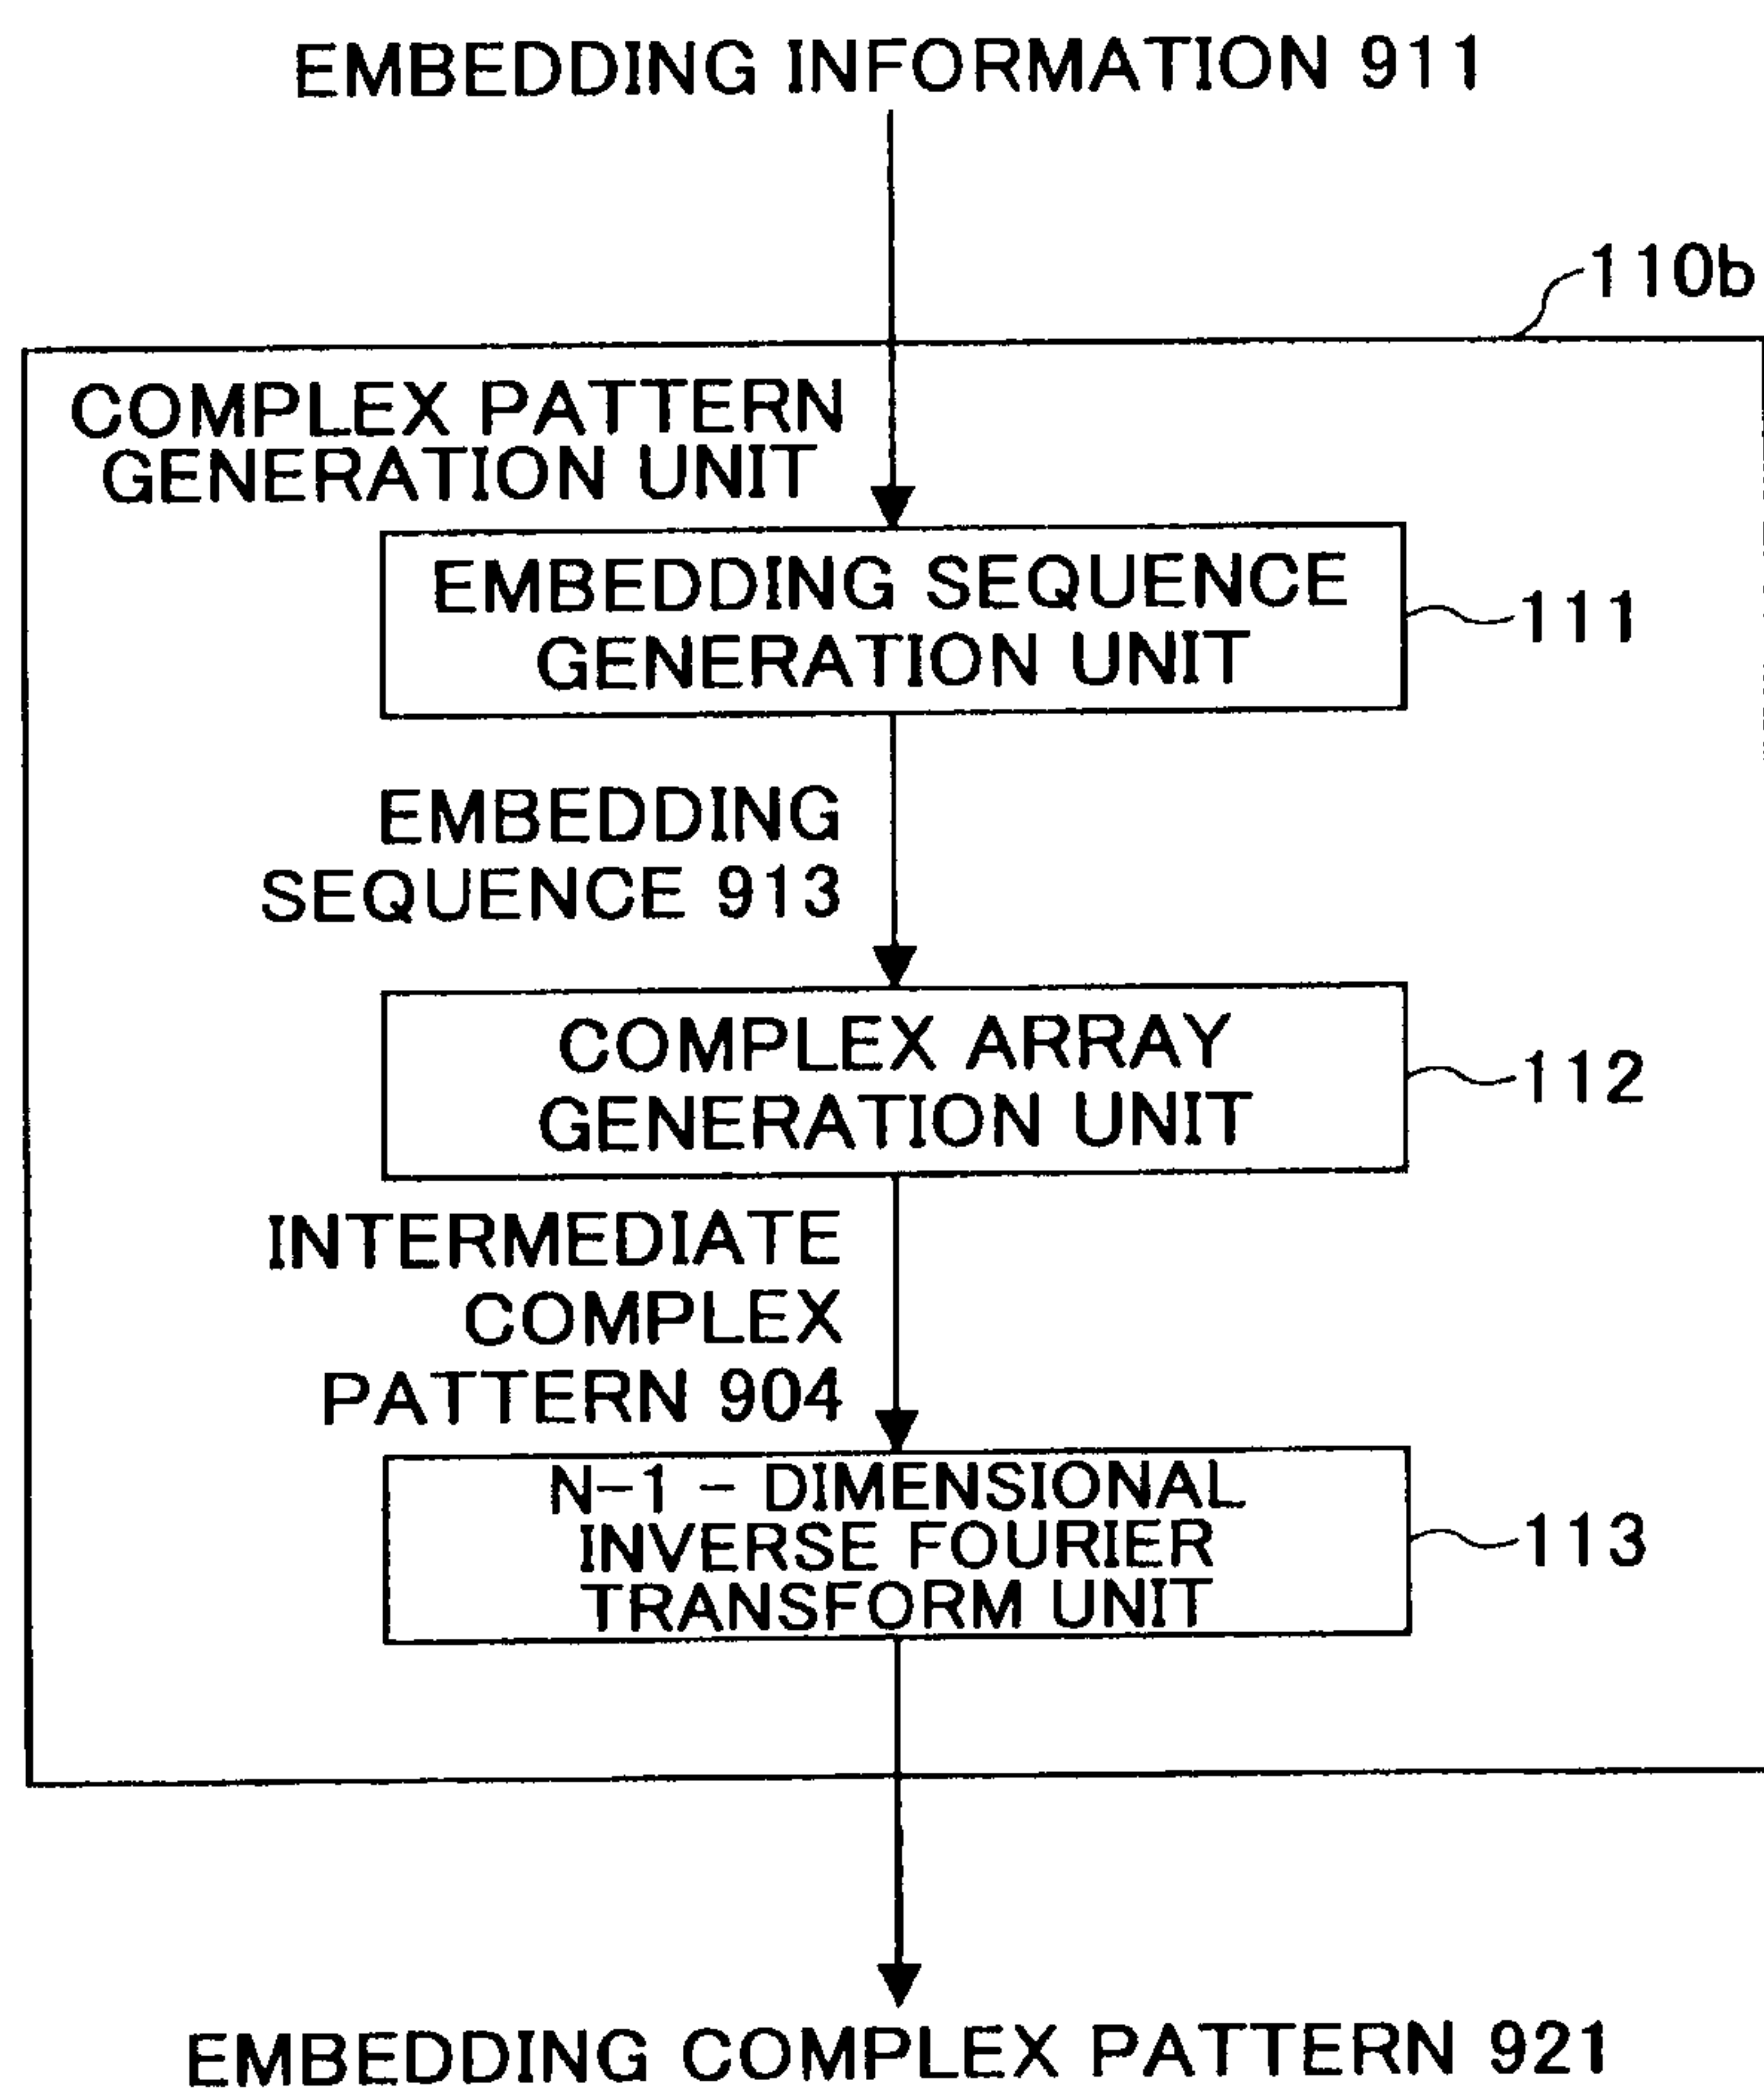 EMBEDDING INFORMATION 911
110b
COMPLEX PATTERN
GENERATION UNIT
EMBEDDING SEQUENCE
GENERATION UNIT
111
EMBEDDING
SEQUENCE 913
COMPLEX ARRAY
GENERATION UNIT
112
INTERMEDIATE
COMPLEX
PATTERN 904
N-1 - DIMENSIONAL
INVERSE FOURIER
TRANSFORM UNIT
113
EMBEDDING COMPLEX PATTERN 921